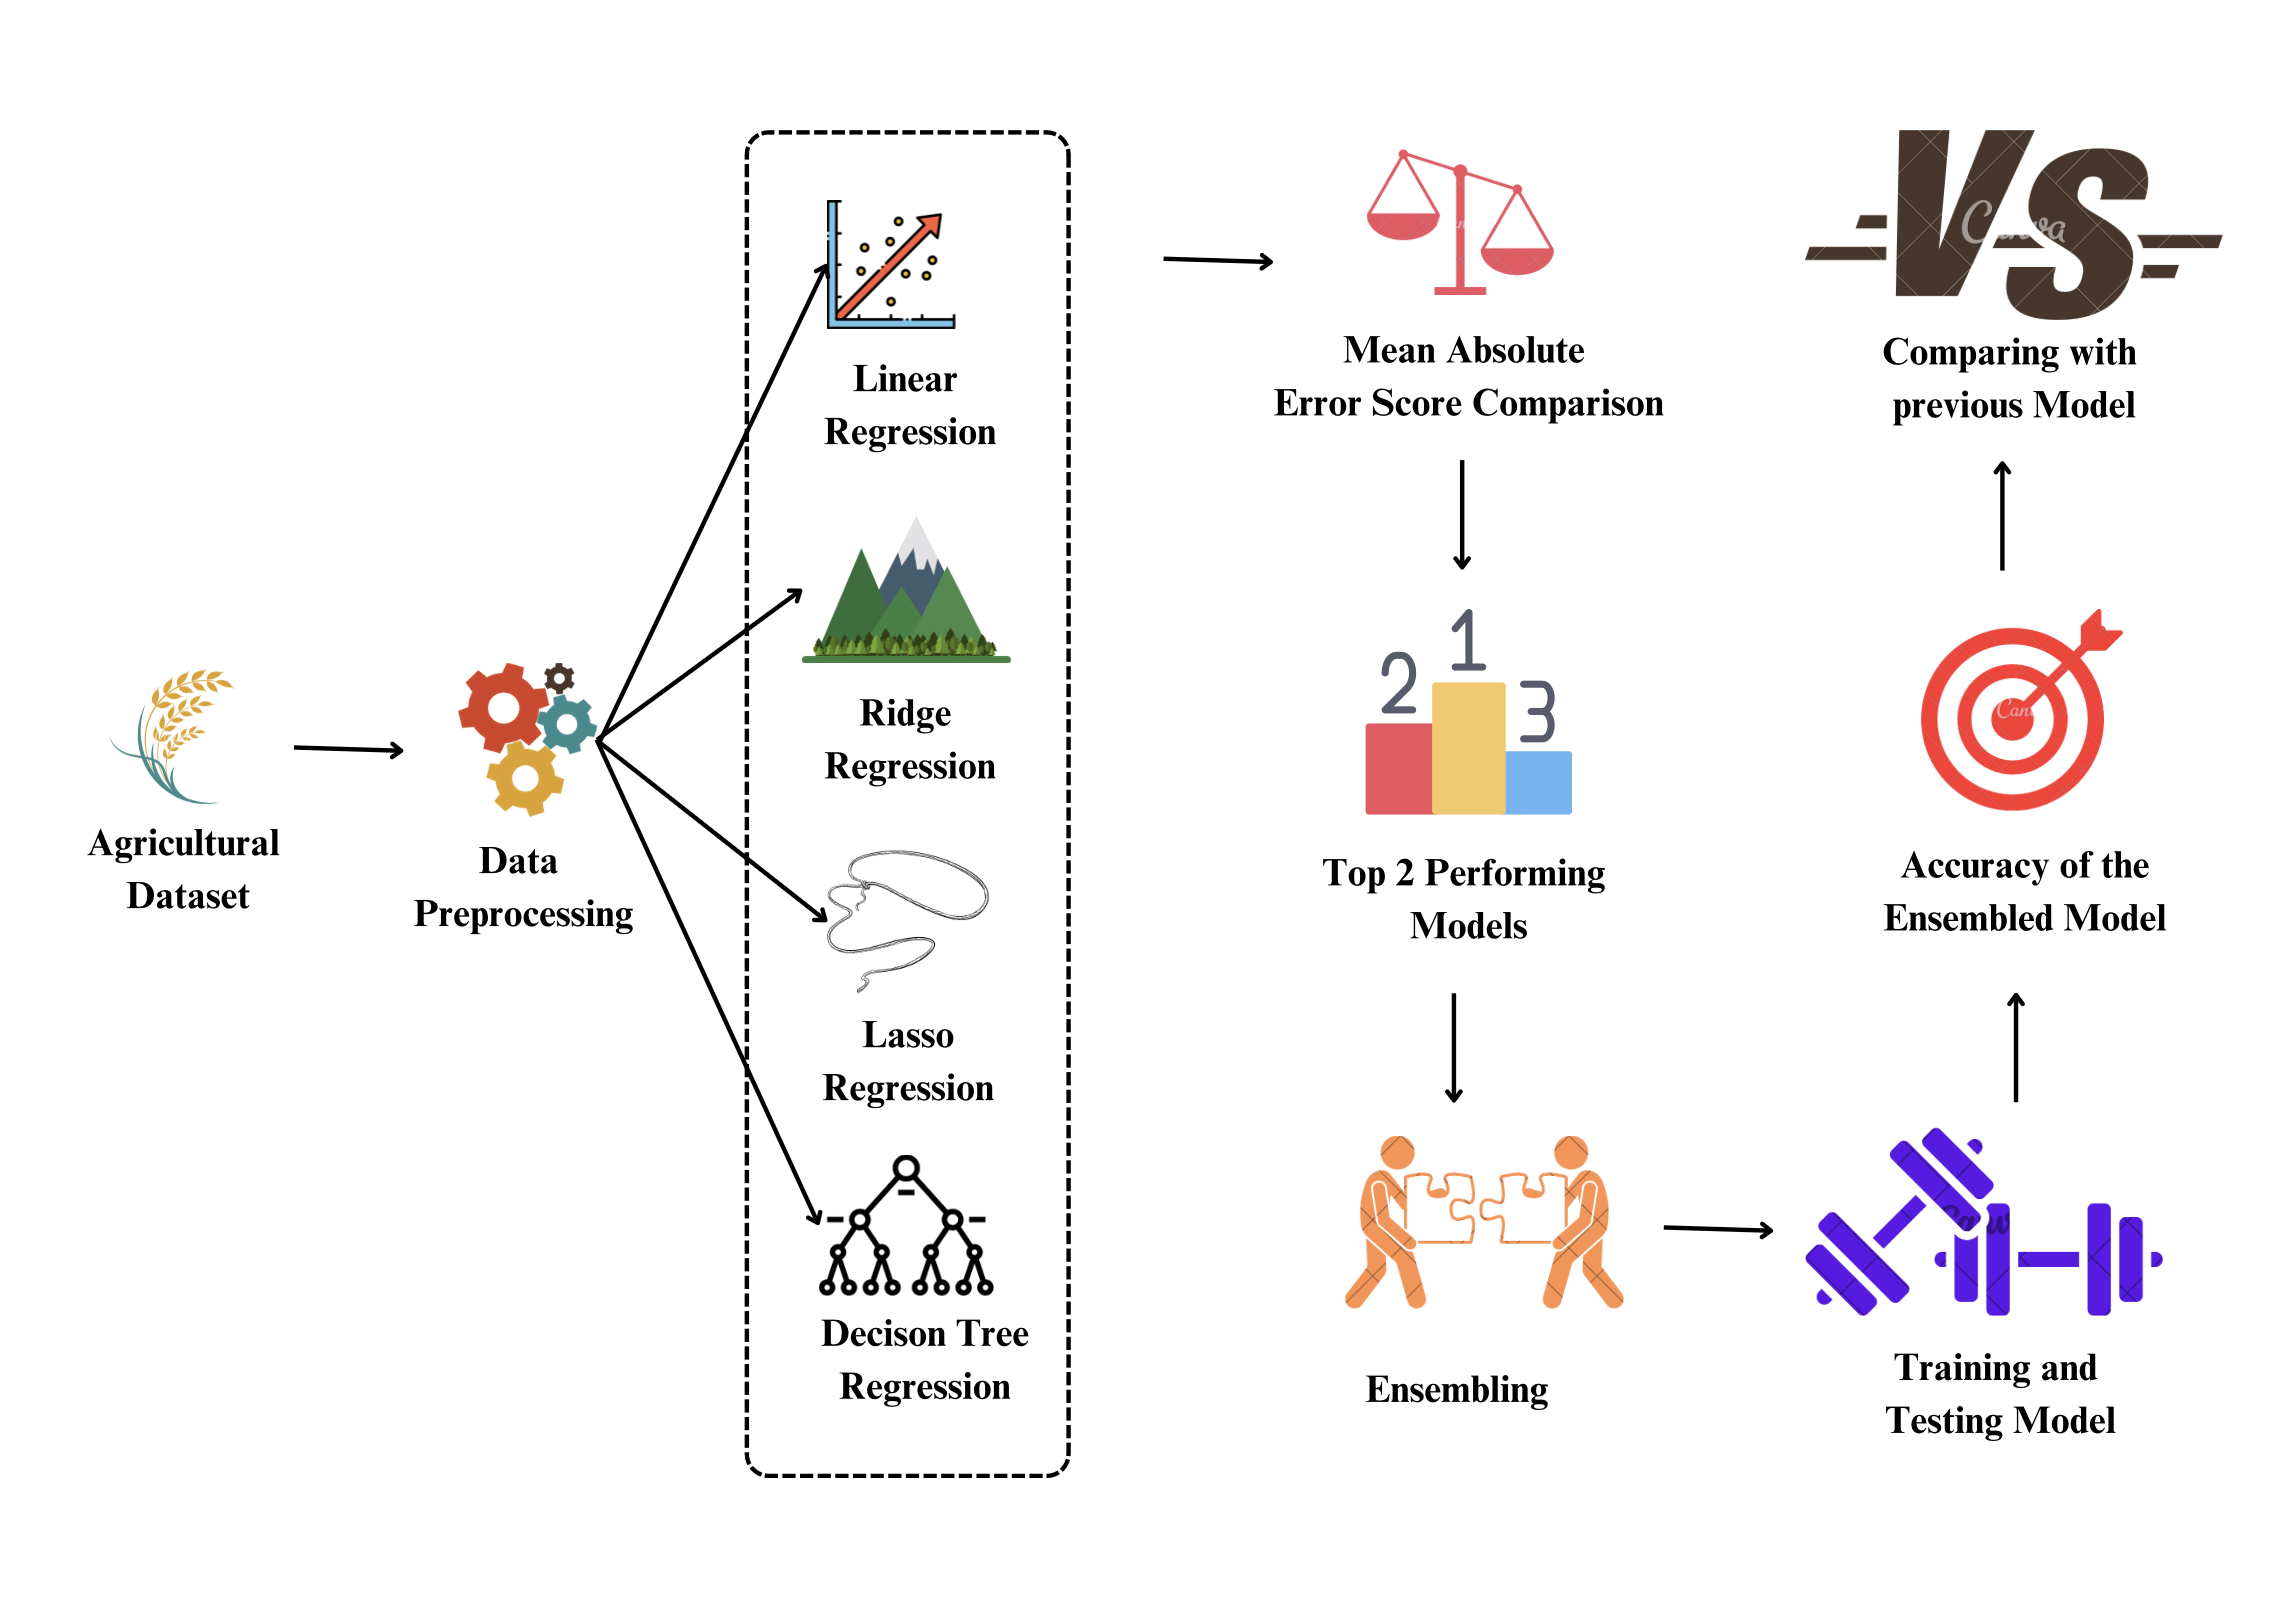 Agricultural
Dataset
Data
Preprocessing
Linear
Regression
Ridge
Regression
Lasso
Regression
Decison Tree
Regression
Mean Absolute
Error Score Comparison
1
2
3
Top 2 Performing
Models
Ensembling
VS
Canva
Comparing with
previous Model
Accuracy of the
Ensembled Model
Training and
Testing Model